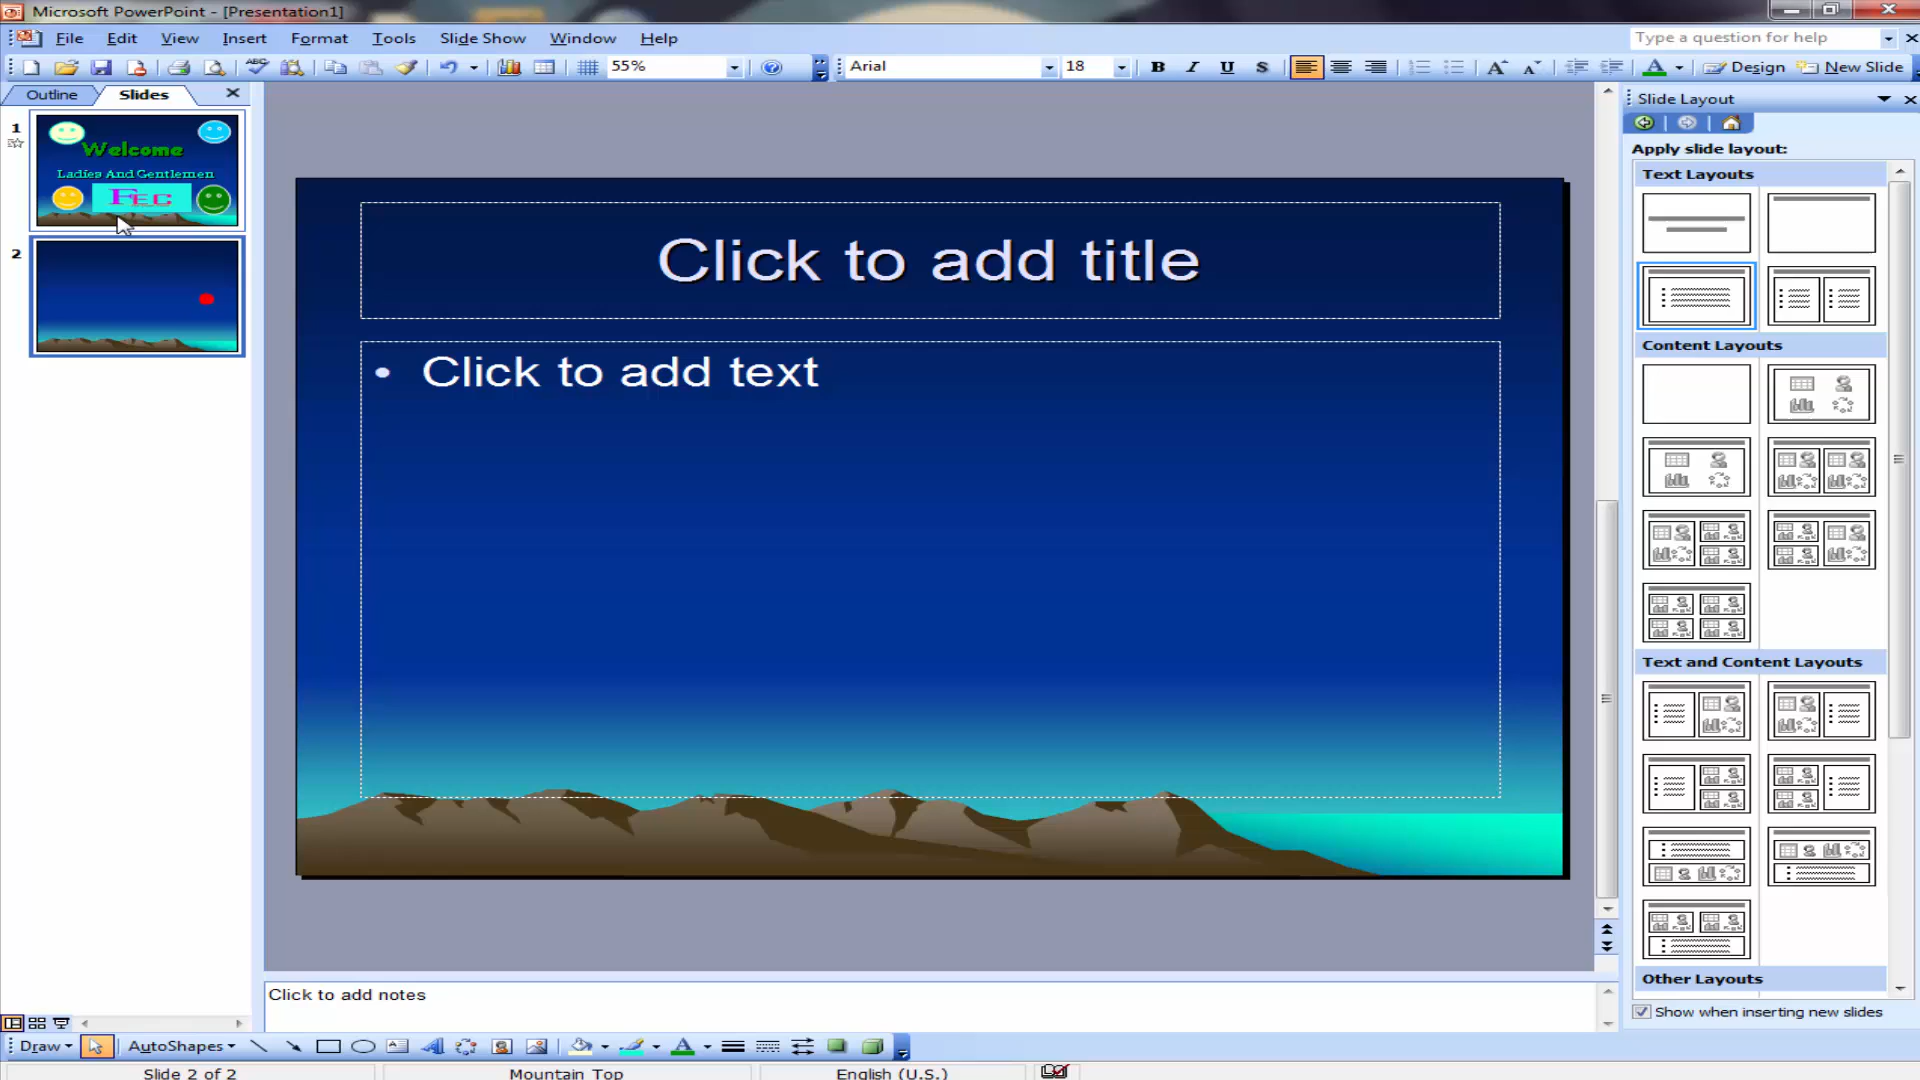 Microsoft PowerPoint - [Presentation1]
File Edit View Insert Format Tools Slide Show Window Help
Type a question for help
55%
Arial
18
B I U S
A A
A
Design
New Slide
Outline
Slides
Slide Layout
Apply slide layout:
Text Layouts
Content Layouts
Text and Content Layouts
Other Layouts
Show when inserting new slides
1
Welcome
Ladies And Gentlemen
FEC
2
Click to add title
• Click to add text
Click to add notes
Draw
AutoShapes
Slide 2 of 2
Mountain Top
English (U.S.)